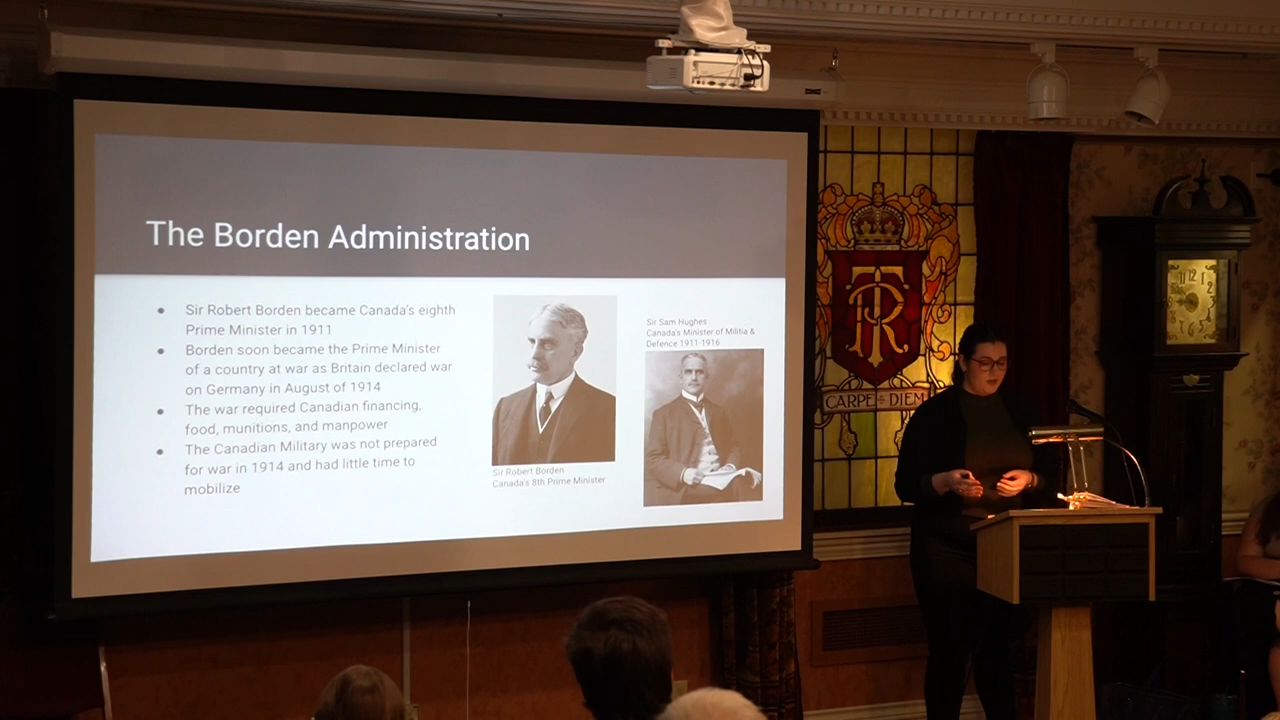 The Borden Administration
Sir Robert Borden became Canada's eighth
Prime Minister in 1911
Borden soon became the Prime Minister
of a country at war as Britain declared war
on Germany in August of 1914
The war required Canadian financing,
food, munitions, and manpower
The Canadian Military was not prepared
for war in 1914 and had little time to
mobilize
Sir Robert Borden
Canada's 8th Prime Minister
Sir Sam Hughes
Canada's Minister of Militia &
Defence 1911-1916
CARPE DIEM